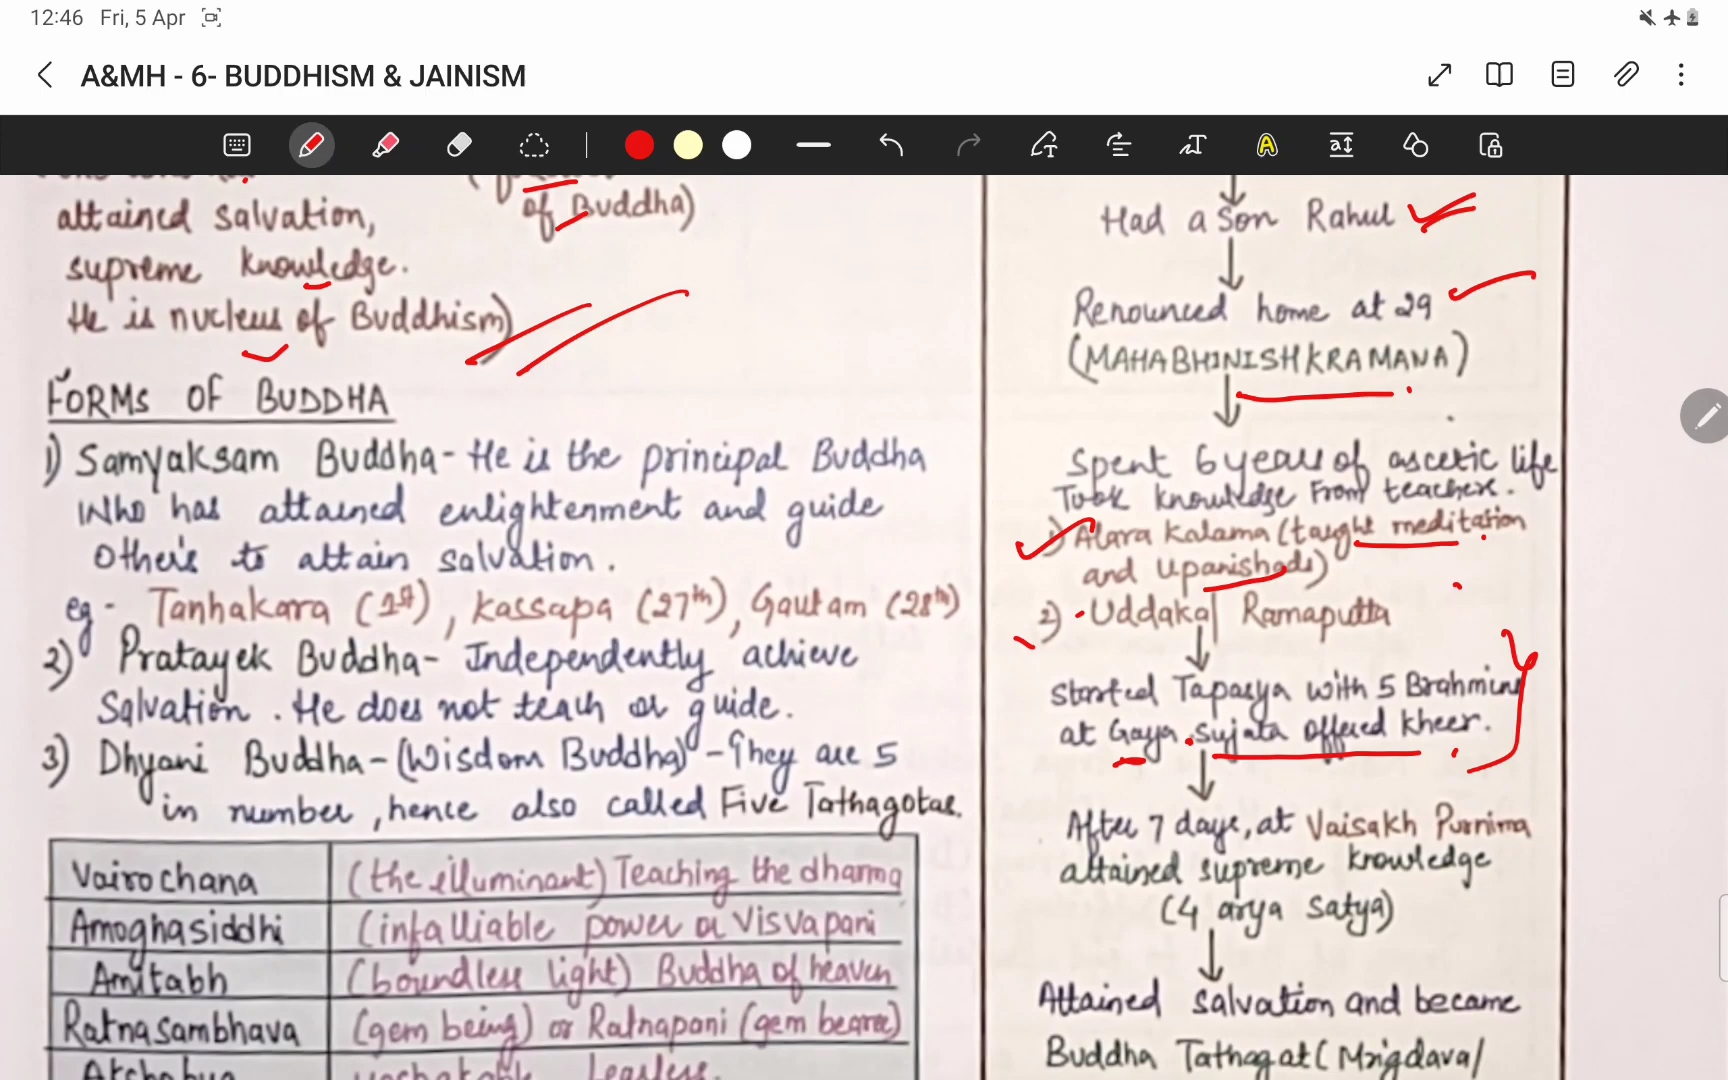 12:46 Fri, 5 Apr
A&MH - 6- BUDDHISM & JAINISM
attained salvation,
supreme knowledge.
He is nucleus of Buddhism)
of Buddha)
FORMS OF BUDDHA
1) Samyaksam Buddha - He is the principal Buddha
Who has attained enlightenment and guide
Others to attain salvation.
eg - Tanhakara (1st), Kassapa (27th), Gautam (28th)
2) Pratayek Buddha - Independently achieve
Salvation. He does not teach or guide.
3) Dhyani Buddha - (Wisdom Buddha) - They are 5
in number, hence also called Five Tathagotas.
Vairochana (the illuminant) Teaching the dharma
Amoghasiddhi (infalliable power or Visvapani
Amitabh (boundless light) Buddha of heaven
Ratnasambhava (gem being) or Ratnapani (gem bearer)
Had a Son Rahul
Renounced home at 29
(MAHABHINISHKRAMANA)
Spent 6 years of ascetic life
Took knowledge From teachers.
1) Alara Kalama (taught meditation
and Upanishads)
2) Uddaka Ramaputta
Started Tapasya with 5 Brahmins
at Gaya. Sujata offered kheer.
After 7 days, at Vaisakh Purnima
attained supreme knowledge
(4 arya Satya)
Attained Salvation and became
Buddha Tathagat (Mrigdava/